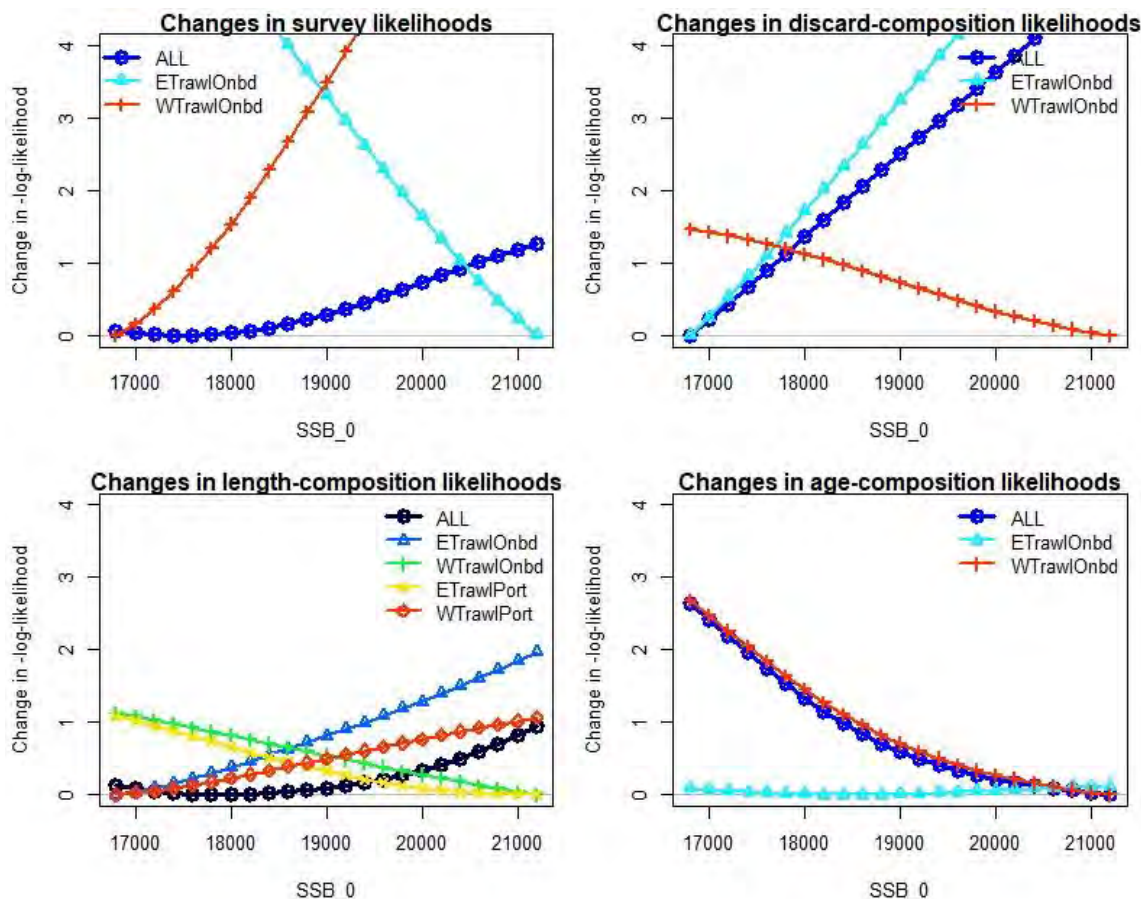 Changes in survey likelihoods
Change in -log-likelihood
4
3
2
1
0
ALL
ETrawlOnbd
WTrawlOnbd
17000 18000 19000 20000 21000
SSB_0
Changes in discard-composition likelihoods
Change in -log-likelihood
4
3
2
1
0
ALL
ETrawlOnbd
WTrawlOnbd
17000 18000 19000 20000 21000
SSB_0
Changes in length-composition likelihoods
Change in -log-likelihood
4
3
2
1
0
ALL
ETrawlOnbd
WTrawlOnbd
ETrawlPort
WTrawlPort
17000 18000 19000 20000 21000
SSB_0
Changes in age-composition likelihoods
Change in -log-likelihood
4
3
2
1
0
ALL
ETrawlOnbd
WTrawlOnbd
17000 18000 19000 20000 21000
SSB_0